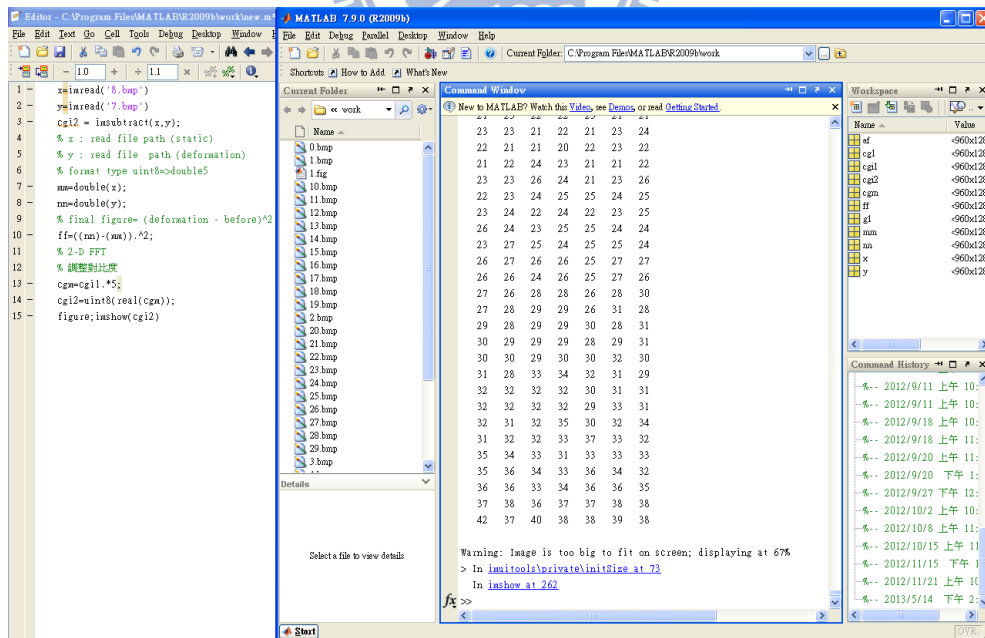 Editor - C:\Program Files\MATLAB\R2009b\work\new.m*
File Edit Text Go Cell Tools Debug Desktop Window
1.0
1.1
1 - x=imread('8.bmp')
2 - y=imread('7.bmp')
3 - cgi2 = imsubtract(x,y);
4 % x : read file path (static)
5 % y : read file path (deformation)
6 % format type uint8=>double5
7 - mm=double(x);
8 - nn=double(y);
9 % final figure= (deformation - before)^2
10 - ff=((nn)-(mm)).^2;
11 % 2-D FFT
12 % 調整對比度
13 - cgm=cgi1.*5;
14 - cgi2=uint8(real(cgm));
15 - figure;imshow(cgi2)
MATLAB 7.9.0 (R2009b)
File Edit Debug Parallel Desktop Window Help
Current Folder: C:\Program Files\MATLAB\R2009b\work
Shortcuts How to Add What's New
Current Folder
« work
Name
0.bmp
1.bmp
1.fig
10.bmp
11.bmp
12.bmp
13.bmp
14.bmp
15.bmp
16.bmp
17.bmp
18.bmp
19.bmp
2.bmp
20.bmp
21.bmp
22.bmp
23.bmp
24.bmp
25.bmp
26.bmp
27.bmp
28.bmp
29.bmp
3.bmp
Details
Select a file to view details
Start
Command Window
New to MATLAB? Watch this Video, see Demos, or read Getting Started.
23 23 21 22 21 23 24
22 21 21 20 22 23 22
21 22 24 23 21 21 22
23 23 26 24 21 23 26
22 23 24 25 25 24 25
23 24 22 24 22 23 25
26 24 23 25 25 24 24
23 27 25 24 25 25 24
26 27 26 26 25 27 27
26 26 24 26 25 27 26
27 26 28 28 26 28 30
27 28 29 29 26 31 28
29 28 29 29 30 28 31
30 29 29 29 28 29 31
30 30 29 30 30 32 30
31 28 33 34 32 31 29
32 32 32 32 30 31 31
32 32 32 32 29 33 31
32 31 32 35 30 32 34
31 32 32 33 37 33 32
35 34 33 31 33 33 33
35 36 34 33 36 34 32
36 36 33 34 36 36 35
37 38 36 37 37 38 38
42 37 40 38 38 39 38
Warning: Image is too big to fit on screen; displaying at 67%
> In imuitools\private\initSize at 73
In imshow at 262
fx >>
Workspace
Name Value
af <960x128
cg1 <960x128
cgi1 <960x128
cgi2 <960x128
cgm <960x128
ff <960x128
g1 <960x128
mm <960x128
nn <960x128
x <960x128
y <960x128
Command History
%-- 2012/9/11 上午 10:
%-- 2012/9/11 上午 10:
%-- 2012/9/18 上午 10:
%-- 2012/9/18 上午 11:
%-- 2012/9/20 上午 11:
%-- 2012/9/20 下午 1:
%-- 2012/9/27 下午 12:
%-- 2012/10/2 上午 10:
%-- 2012/10/8 上午 11:
%-- 2012/10/15 上午 11
%-- 2012/11/15 下午 1
%-- 2012/11/21 上午 10
%-- 2013/5/14 下午 2:
OVR